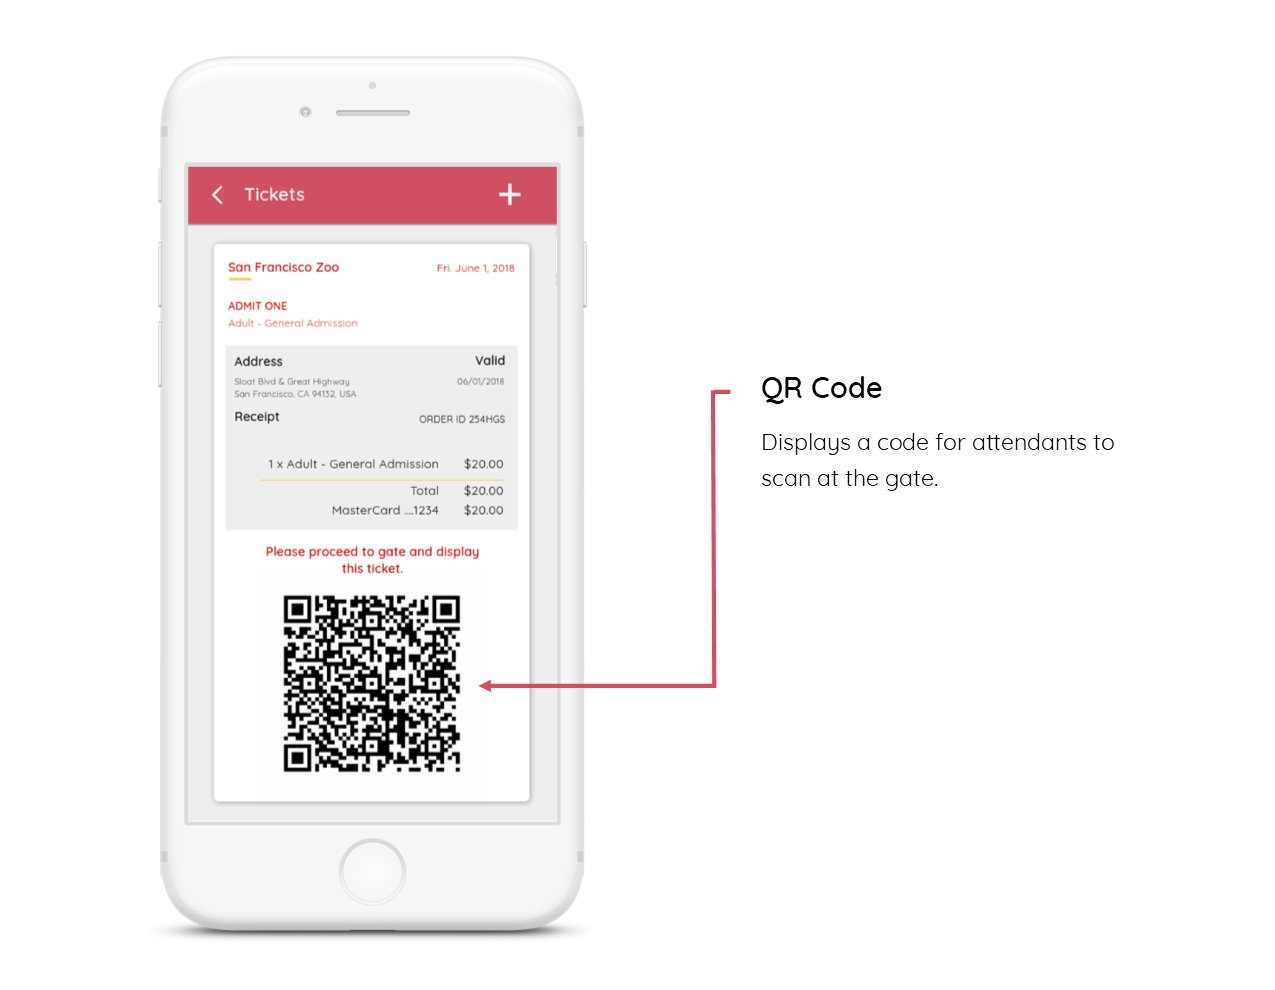 Tickets
San Francisco Zoo Fri. June 1, 2018
ADMIT ONE
Adult - General Admission
Address Valid
Sloat Blvd & Great Highway 06/01/2018
San Francisco, CA 94132, USA
Receipt ORDER ID 254HGS
1 x Adult - General Admission $20.00
Total $20.00
MasterCard ....1234 $20.00
Please proceed to gate and display
this ticket.
QR Code
Displays a code for attendants to
scan at the gate.